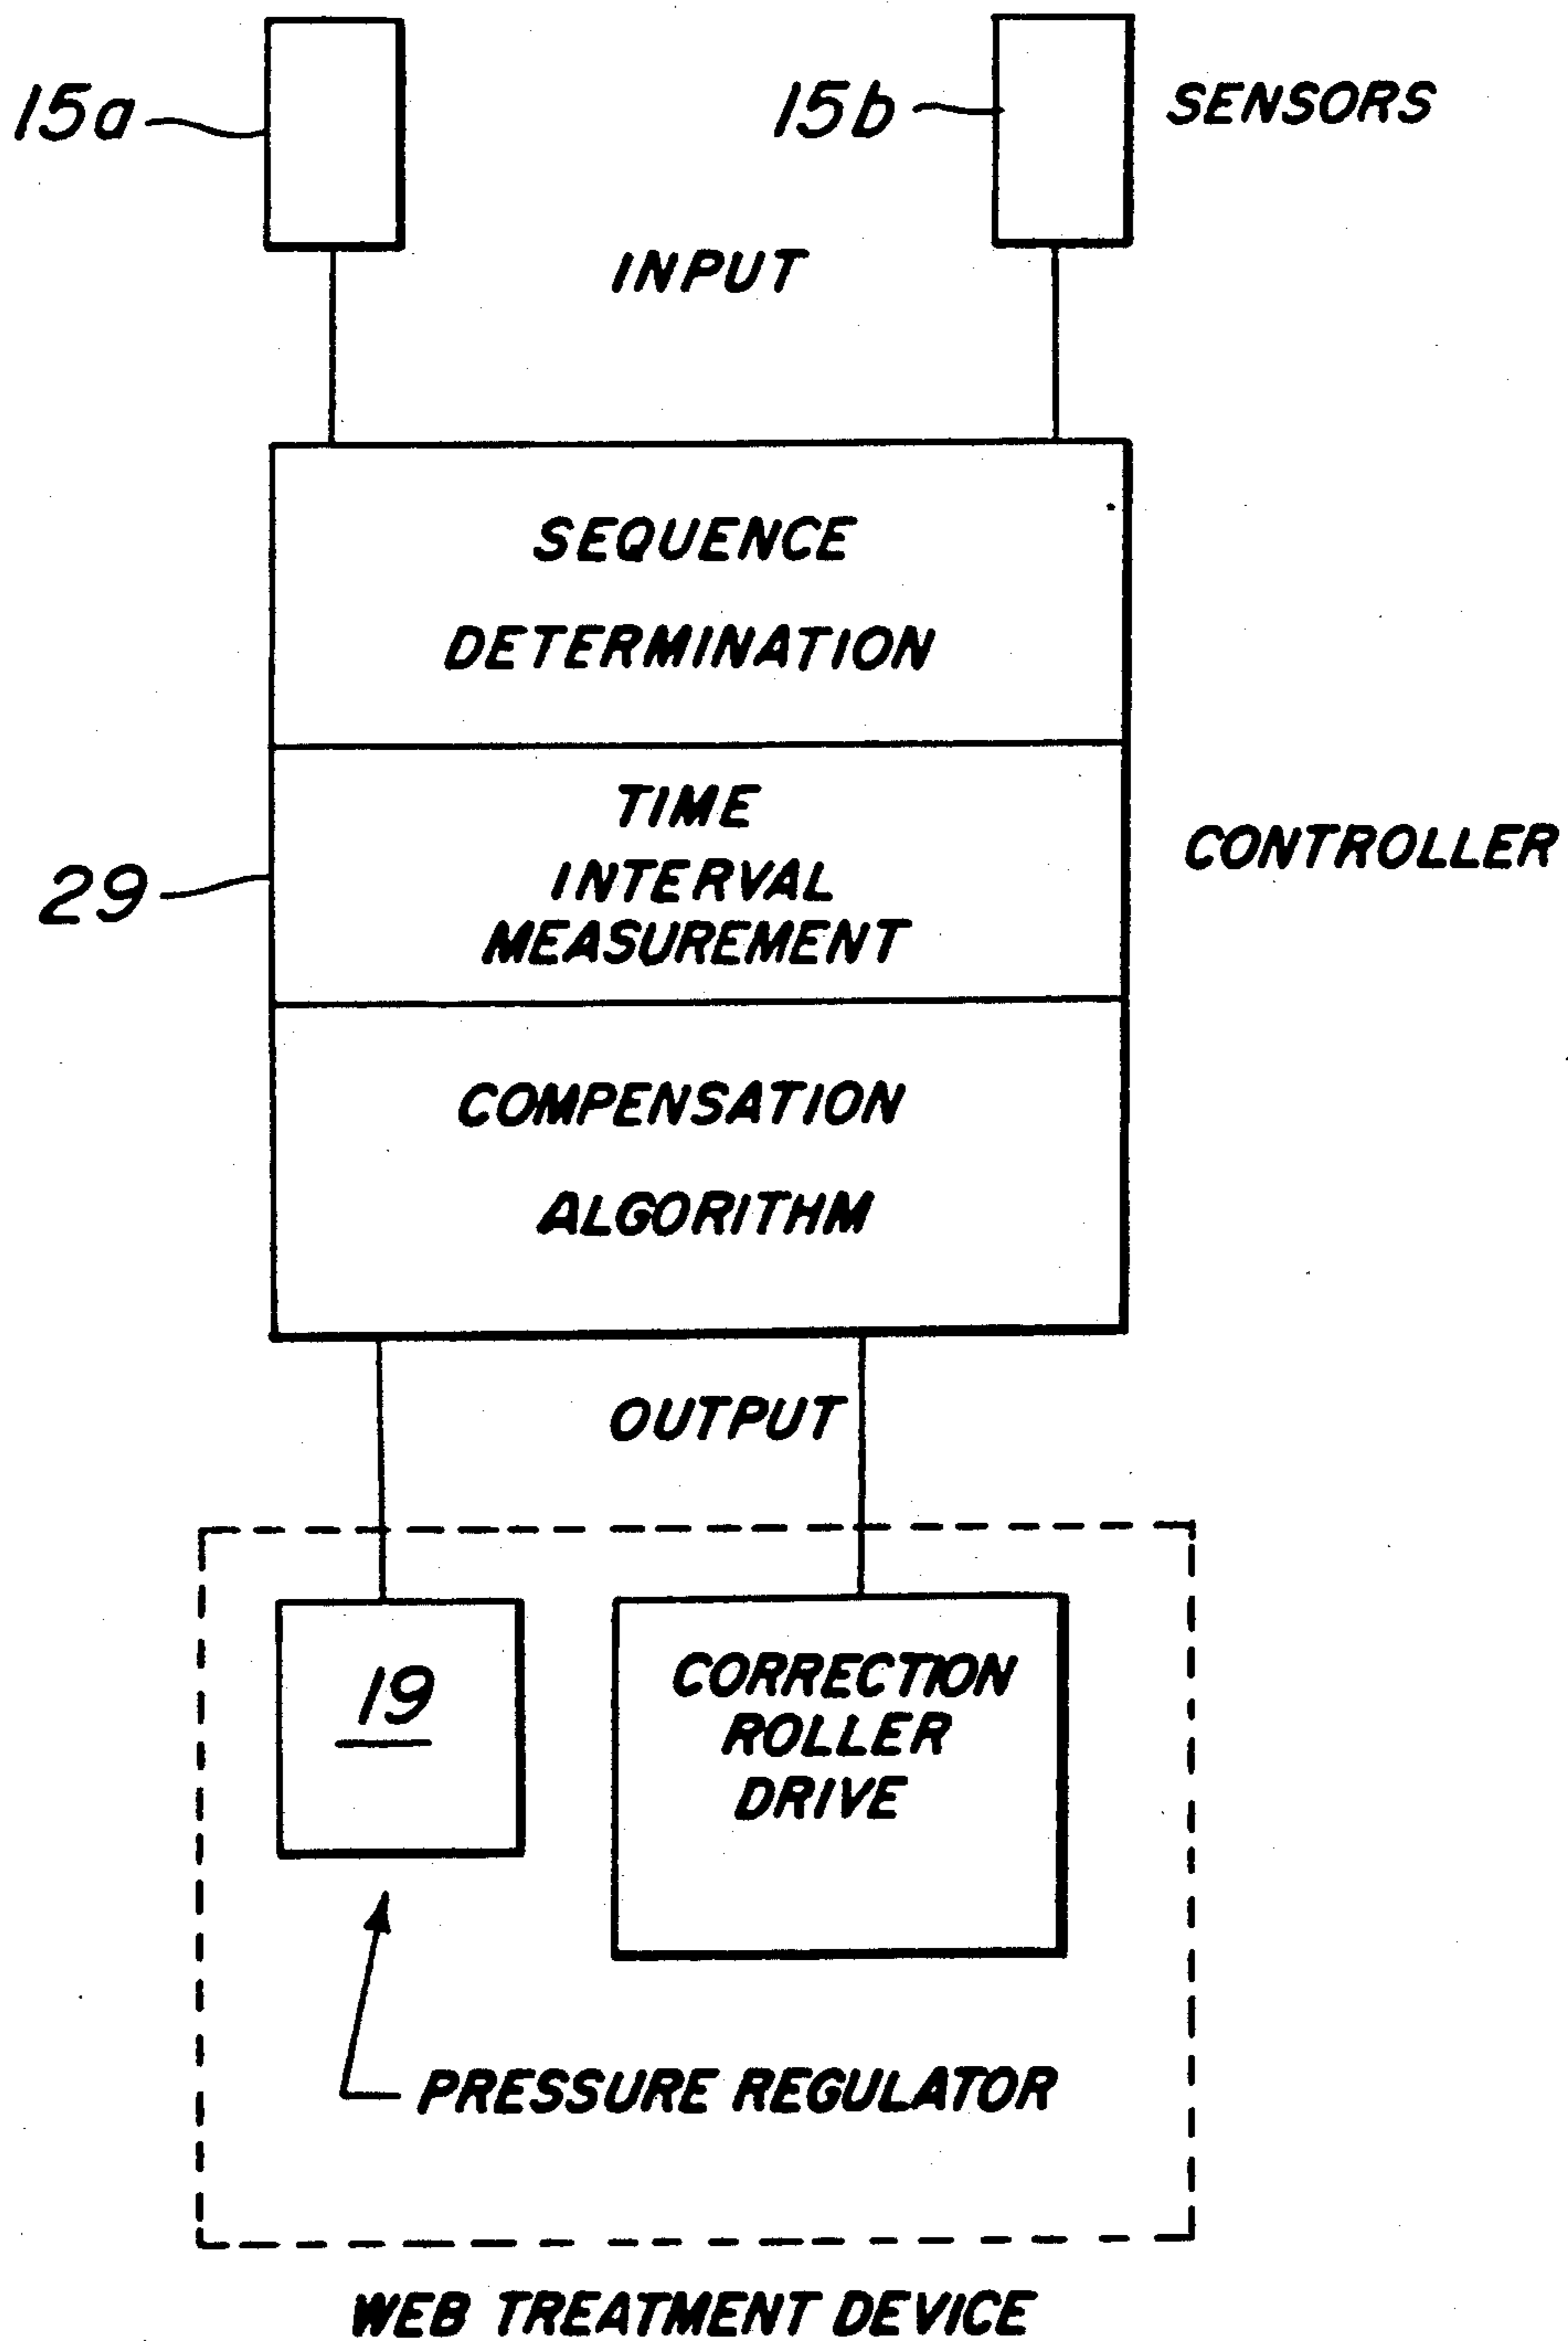 15a
15b
SENSORS
INPUT
SEQUENCE
DETERMINATION
TIME
INTERVAL
MEASUREMENT
29
CONTROLLER
COMPENSATION
ALGORITHM
OUTPUT
19
CORRECTION
ROLLER
DRIVE
PRESSURE REGULATOR
WEB TREATMENT DEVICE